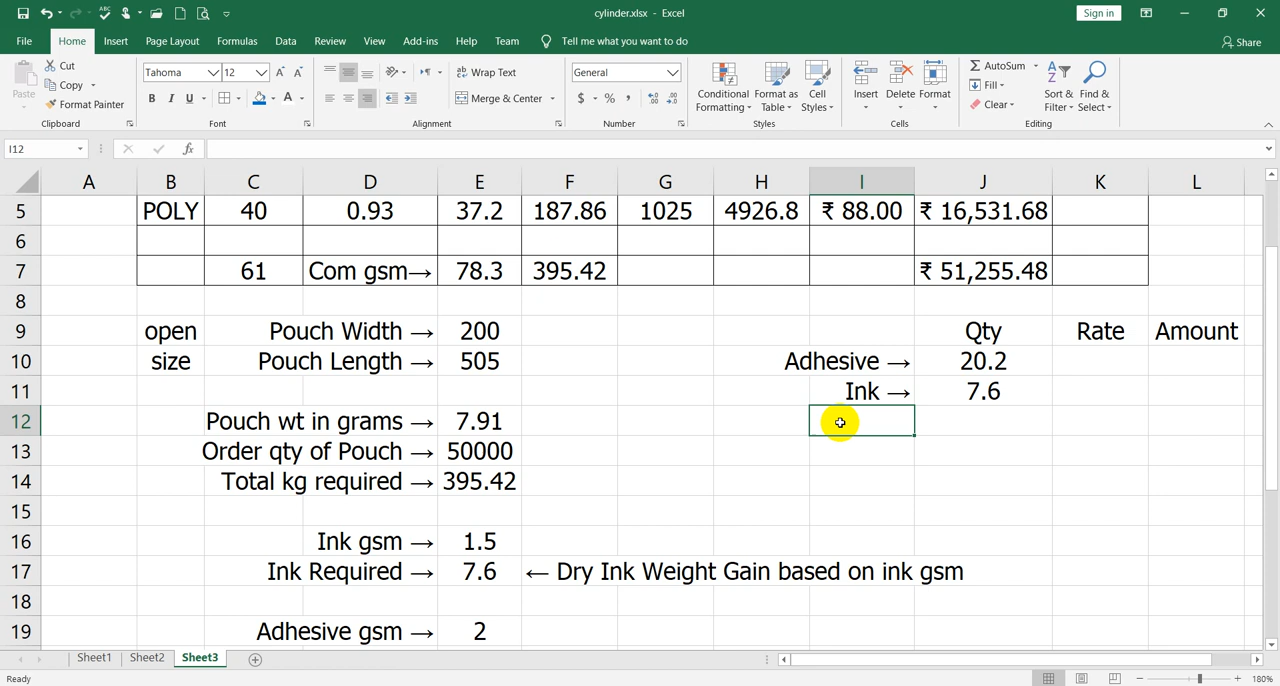 cylinder.xlsx - Excel
Sign in
File Home Insert Page Layout Formulas Data Review View Add-ins Help Team Tell me what you want to do Share
Paste Cut Copy Format Painter Clipboard
Tahoma 12 B I U A Font
Wrap Text Merge & Center Alignment
General $ % , Number
Conditional Formatting Format as Table Cell Styles Styles
Insert Delete Format Cells
AutoSum Fill Clear Sort & Filter Find & Select Editing
I12 fx
A B C D E F G H I J K L
5 POLY 40 0.93 37.2 187.86 1025 4926.8 ₹ 88.00 ₹ 16,531.68
6
7 61 Com gsm→ 78.3 395.42 ₹ 51,255.48
8
9 open Pouch Width → 200 Qty Rate Amount
10 size Pouch Length → 505 Adhesive → 20.2
11 Ink → 7.6
12 Pouch wt in grams → 7.91
13 Order qty of Pouch → 50000
14 Total kg required → 395.42
15
16 Ink gsm → 1.5
17 Ink Required → 7.6 ← Dry Ink Weight Gain based on ink gsm
18
19 Adhesive gsm → 2
Sheet1 Sheet2 Sheet3
Ready 180%